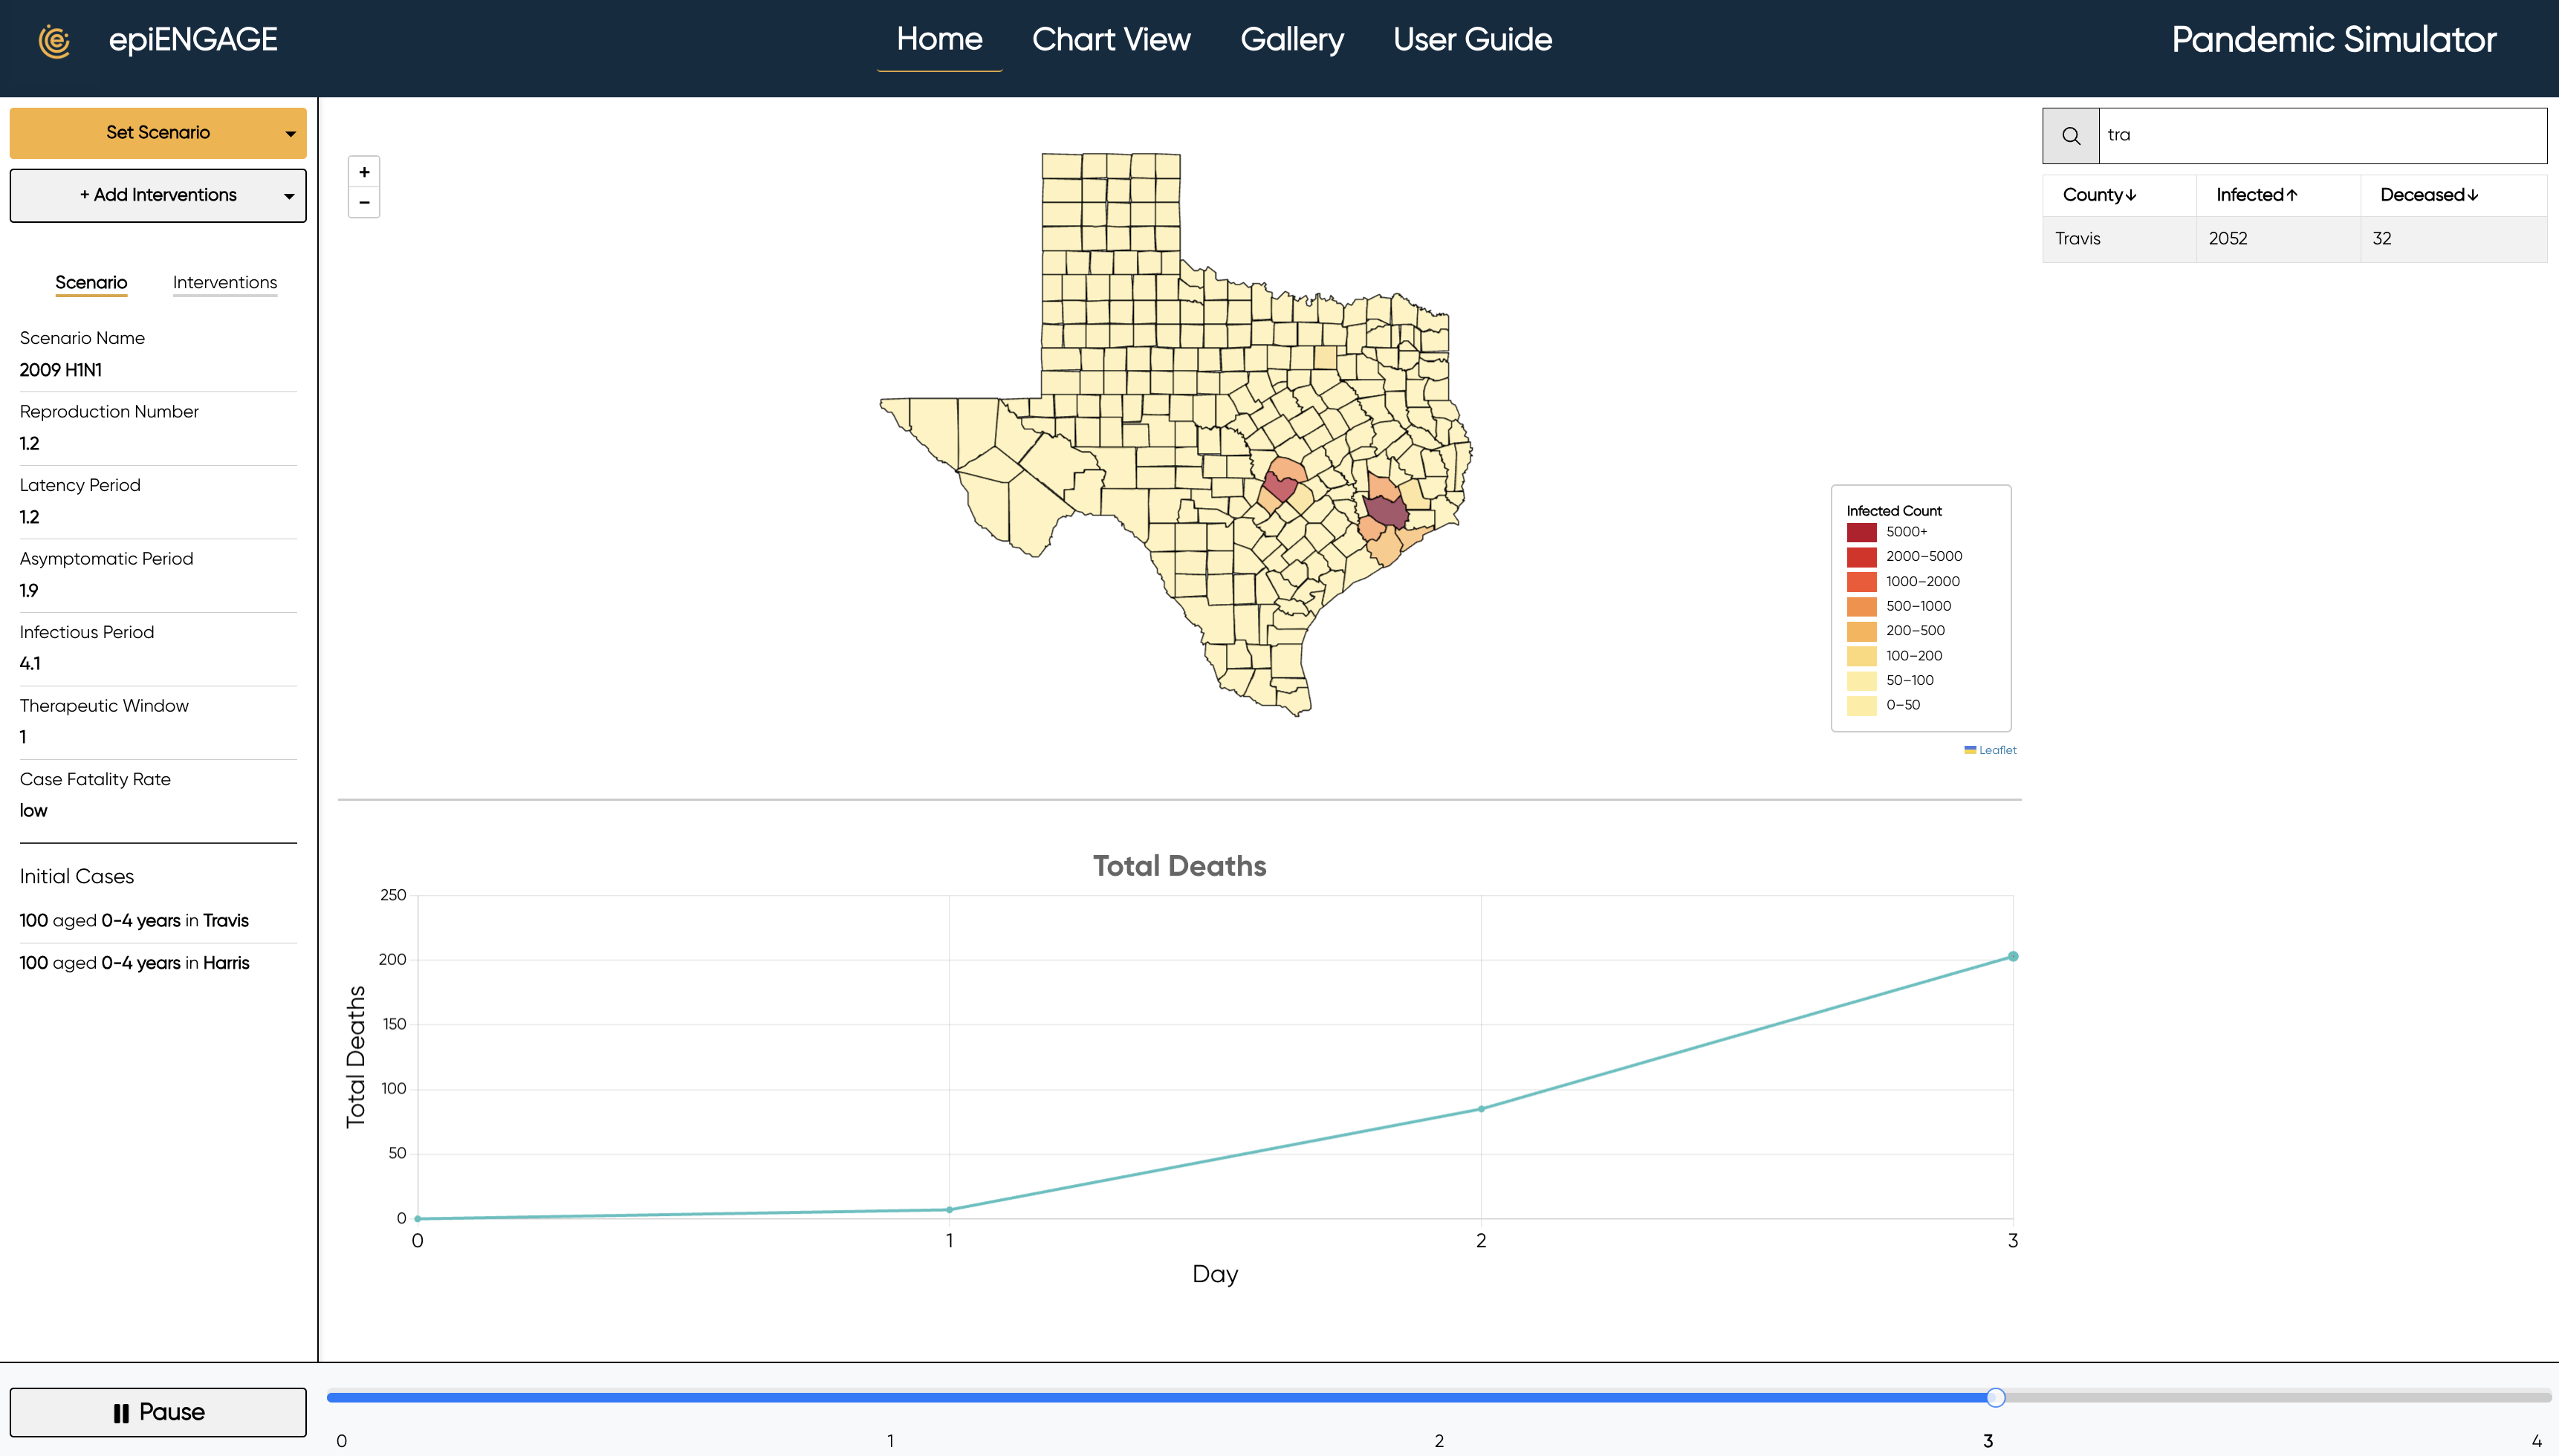 epiENGAGE
Home
Chart View
Gallery
User Guide
Pandemic Simulator
Set Scenario
+ Add Interventions
Scenario
Interventions
Scenario Name
2009 H1N1
Reproduction Number
1.2
Latency Period
1.2
Asymptomatic Period
1.9
Infectious Period
4.1
Therapeutic Window
1
Case Fatality Rate
low
Initial Cases
100 aged 0-4 years in Travis
100 aged 0-4 years in Harris
+
−
Infected Count
5000+
2000–5000
1000–2000
500–1000
200–500
100–200
50–100
0–50
Leaflet
Total Deaths
Total Deaths
250
200
150
100
50
0
0 1 2 3
Day
tra
County↓ Infected↑ Deceased↓
Travis 2052 32
Pause
0 1 2 3 4